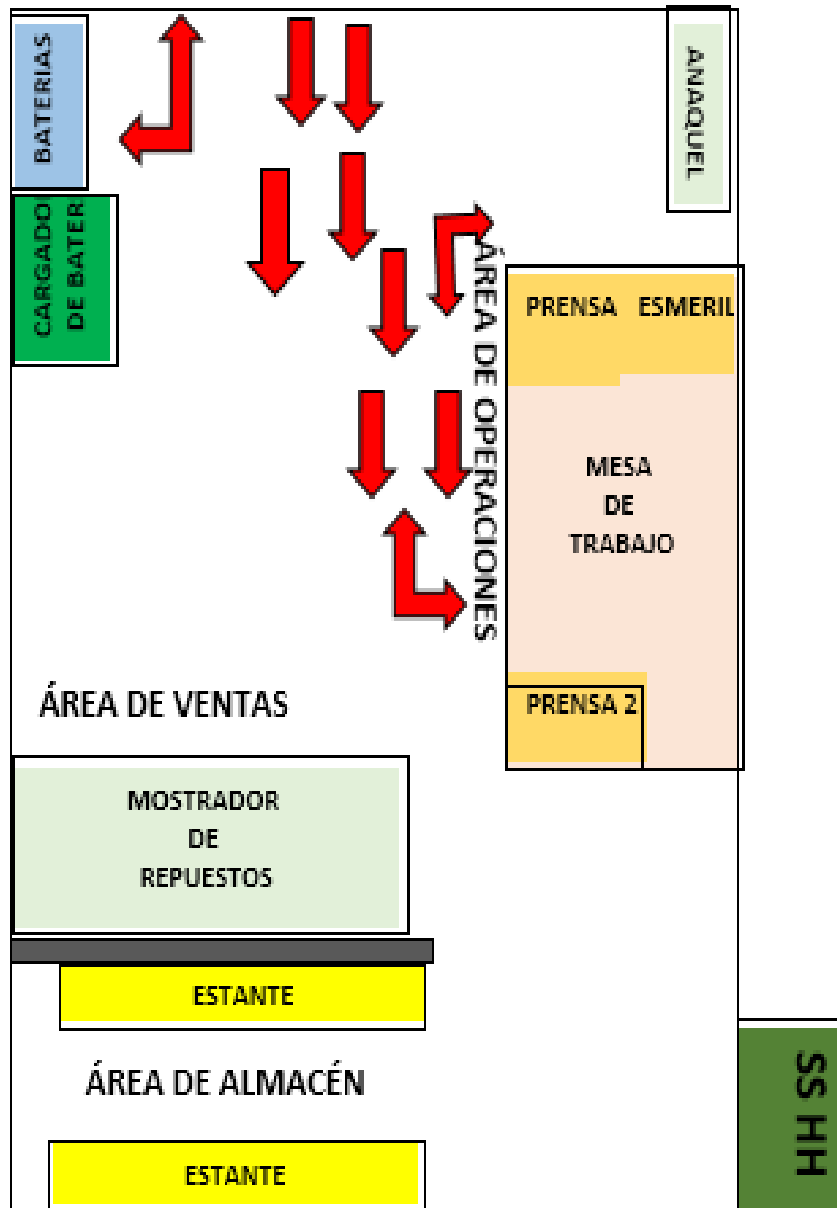 BATERIAS
ANAQUEL
CARGADO
DE BATER
ÁREA DE OPERACIONES
PRENSA
ESMERIL
MESA
DE
TRABAJO
PRENSA 2
ÁREA DE VENTAS
MOSTRADOR
DE
REPUESTOS
ESTANTE
ÁREA DE ALMACÉN
SS HH
ESTANTE